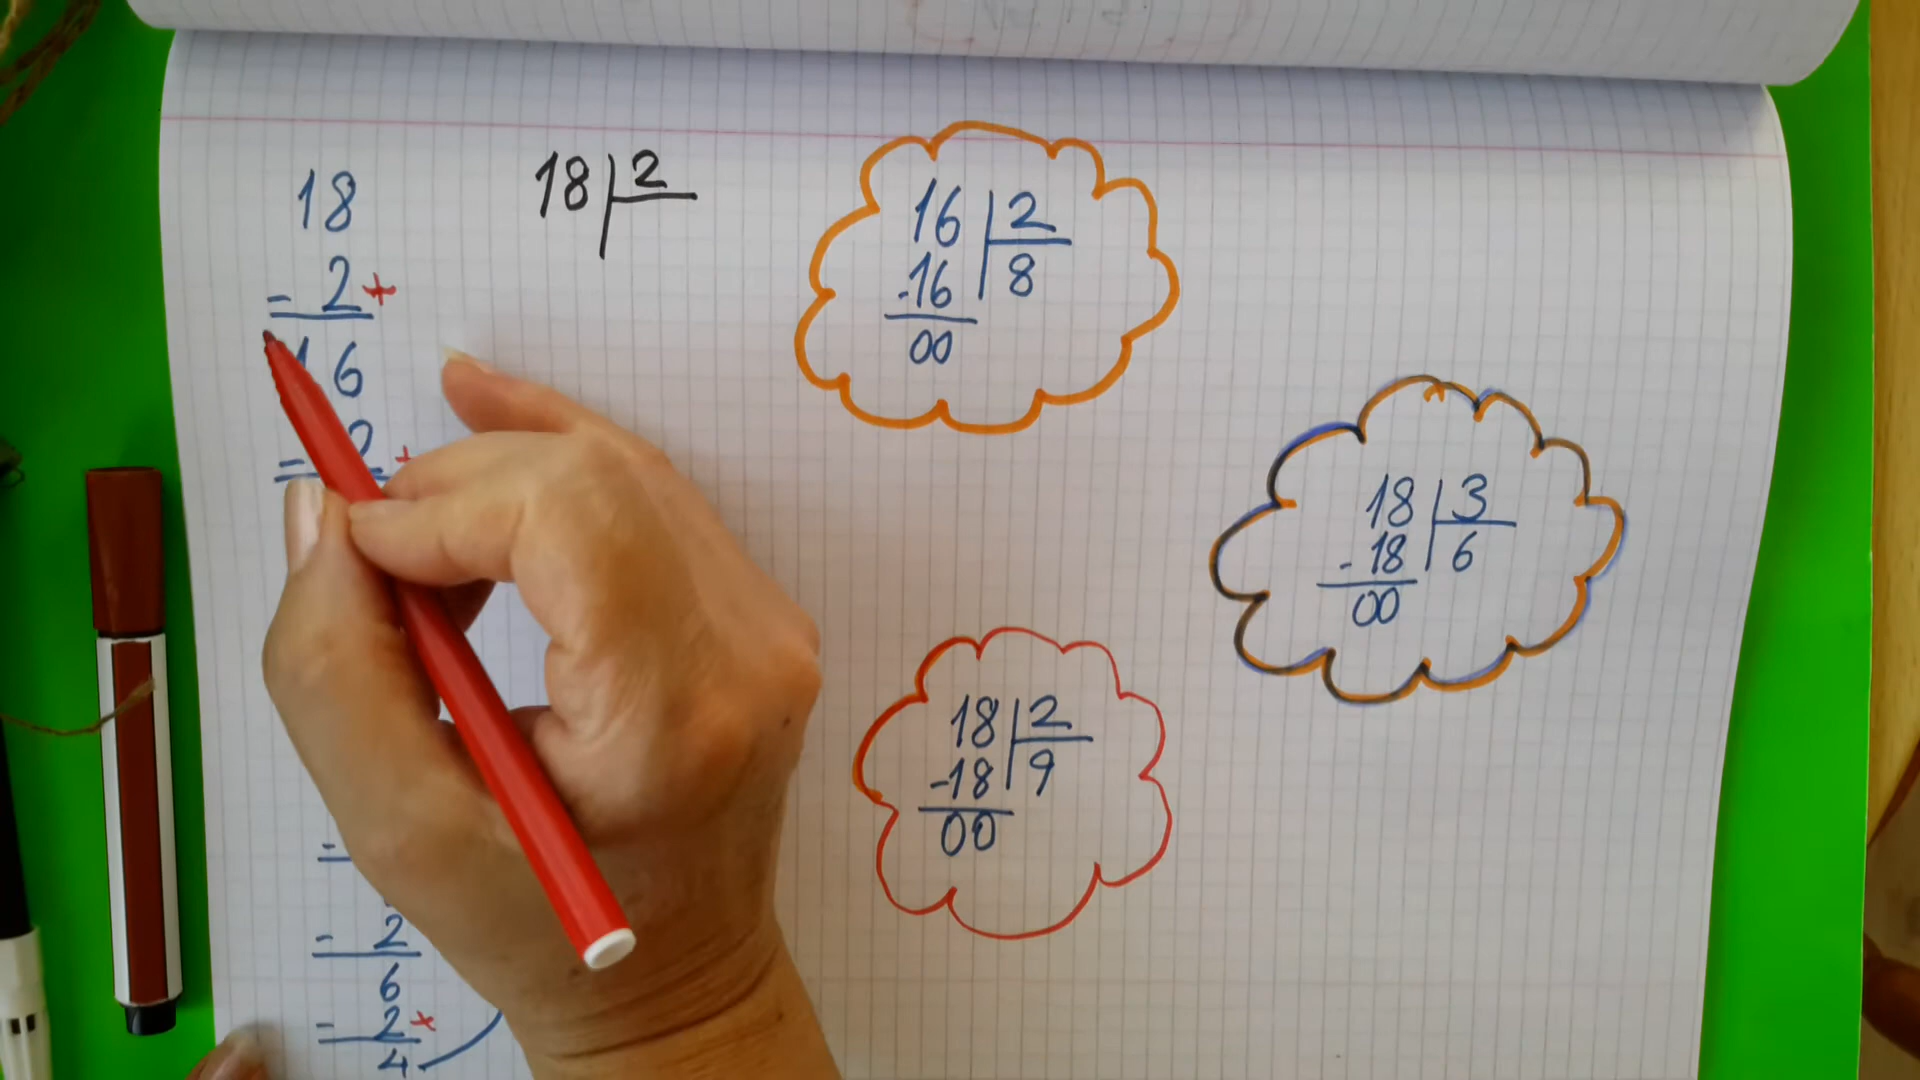 18
- 2 +
16
- 2 +
- 2
6
- 2 +
4
18 | 2
16 | 2
-16 | 8
00
18 | 3
- 18 | 6
00
18 | 2
-18 | 9
00